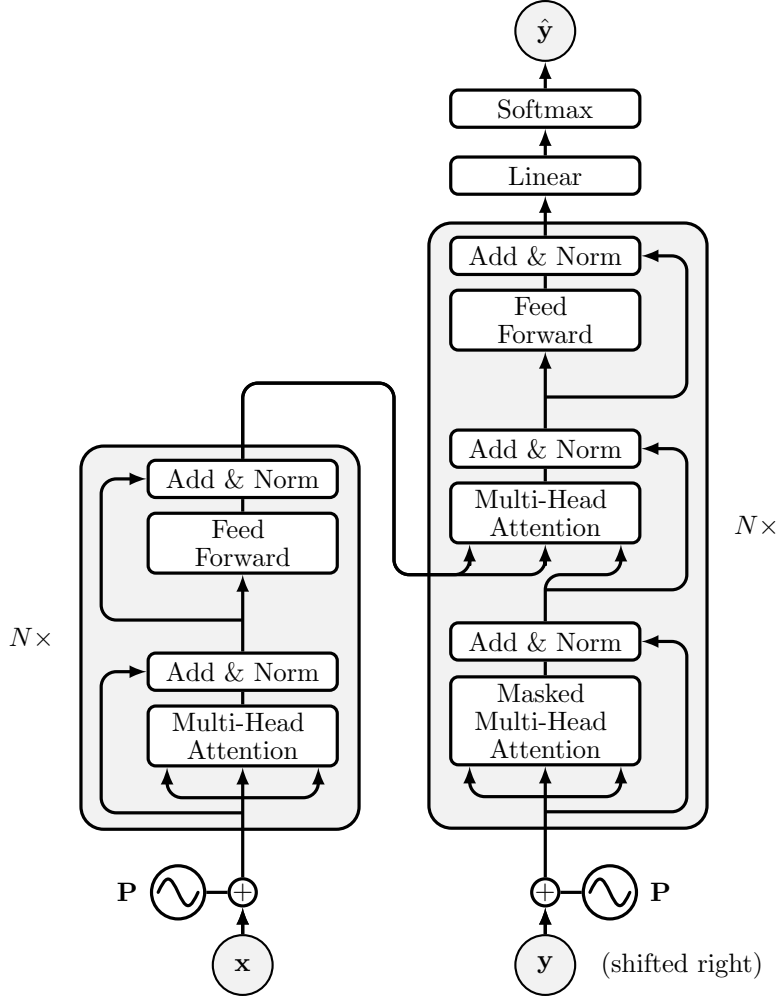 ŷ
Softmax
Linear
Add & Norm
Feed
Forward
Add & Norm
Multi-Head
Attention
N×
Add & Norm
Masked
Multi-Head
Attention
Add & Norm
Feed
Forward
N×
Add & Norm
Multi-Head
Attention
P
+
+
P
x
y
(shifted right)